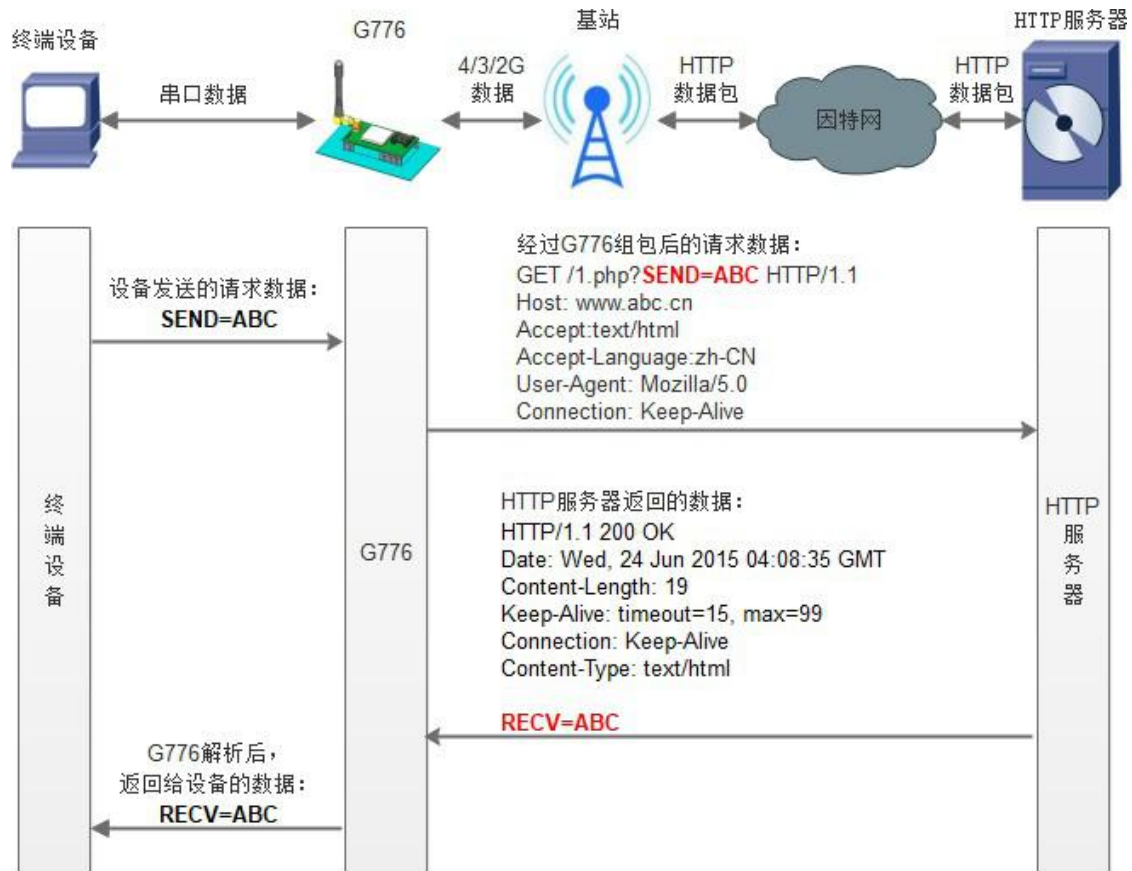 终端设备
G776
基站
HTTP服务器
串口数据
4/3/2G
数据
HTTP
数据包
因特网
HTTP
数据包
设备发送的请求数据：
SEND=ABC
经过G776组包后的请求数据：
GET /1.php?SEND=ABC HTTP/1.1
Host: www.abc.cn
Accept:text/html
Accept-Language:zh-CN
User-Agent: Mozilla/5.0
Connection: Keep-Alive
终
端
设
备
G776
HTTP
服
务
器
HTTP服务器返回的数据：
HTTP/1.1 200 OK
Date: Wed, 24 Jun 2015 04:08:35 GMT
Content-Length: 19
Keep-Alive: timeout=15, max=99
Connection: Keep-Alive
Content-Type: text/html
RECV=ABC
G776解析后，
返回给设备的数据：
RECV=ABC